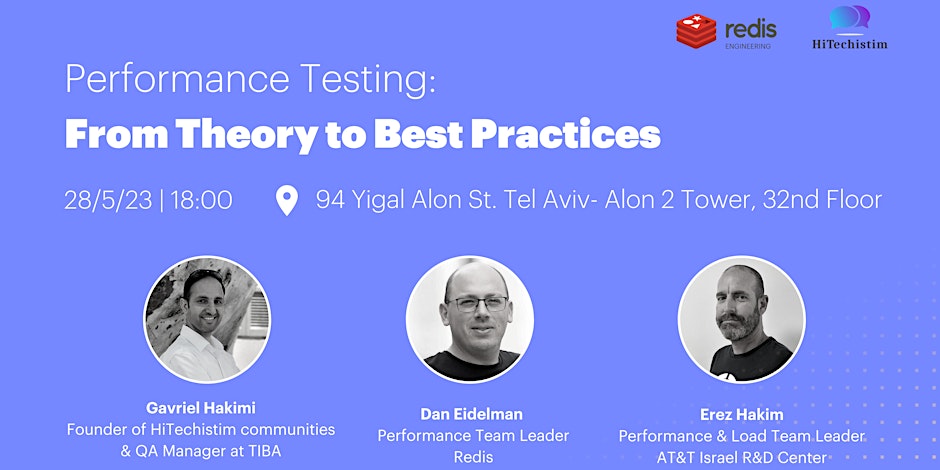 redis
ENGINEERING
HiTechistim
Performance Testing:
From Theory to Best Practices
28/5/23 | 18:00
94 Yigal Alon St. Tel Aviv- Alon 2 Tower, 32nd Floor
Gavriel Hakimi
Founder of HiTechistim communities
& QA Manager at TIBA
Dan Eidelman
Performance Team Leader
Redis
Erez Hakim
Performance & Load Team Leader
AT&T Israel R&D Center